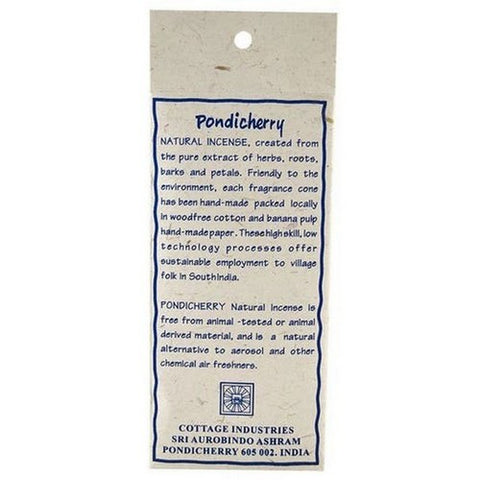 Pondicherry
NATURAL INCENSE, created from
the pure extract of herbs, roots,
barks and petals. Friendly to the
environment, each fragrance cone
has been hand-made packed locally
in woodfree cotton and banana pulp
hand-made paper. These high skill, low
technology processes offer
sustainable employment to village
folk in South India.
PONDICHERRY Natural Incense is
free from animal -tested or animal
derived material, and is a natural
alternative to aerosol and other
chemical air freshners.
COTTAGE INDUSTRIES
SRI AUROBINDO ASHRAM
PONDICHERRY 605 002. INDIA